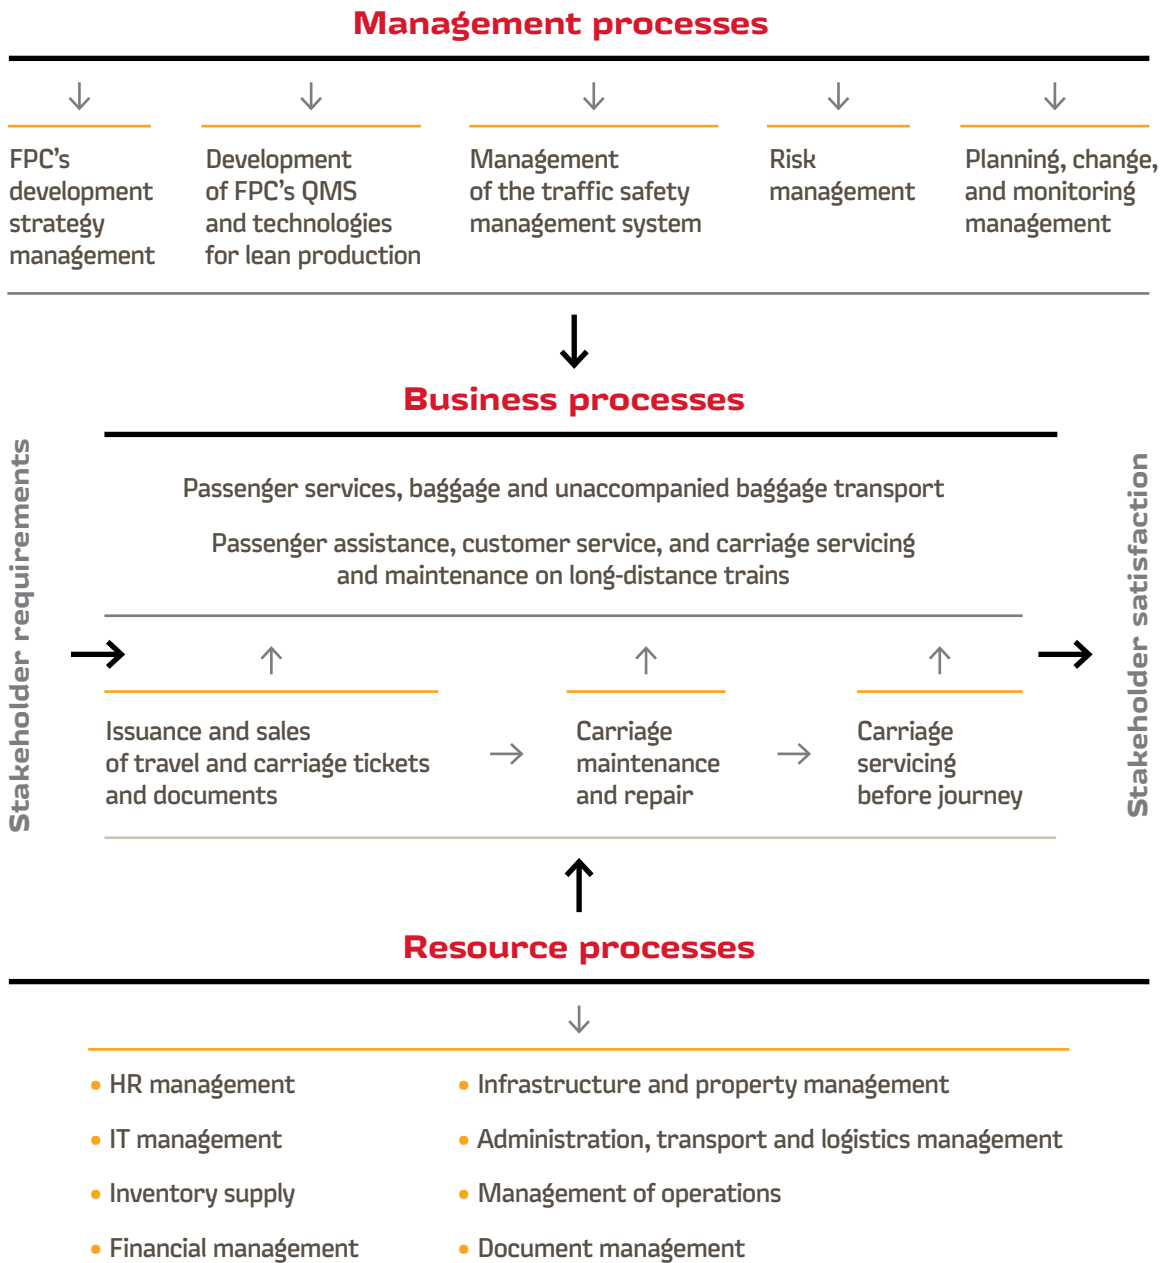 Management processes
FPC's
development
strategy
management
Development
of FPC's QMS
and technologies
for lean production
Management
of the traffic safety
management system
Risk
management
Planning, change,
and monitoring
management
Business processes
Stakeholder requirements
Passenger services, baggage and unaccompanied baggage transport
Passenger assistance, customer service, and carriage servicing
and maintenance on long-distance trains
Issuance and sales
of travel and carriage tickets
and documents
Carriage
maintenance
and repair
Carriage
servicing
before journey
Stakeholder satisfaction
Resource processes
• HR management
• IT management
• Inventory supply
• Financial management
• Infrastructure and property management
• Administration, transport and logistics management
• Management of operations
• Document management